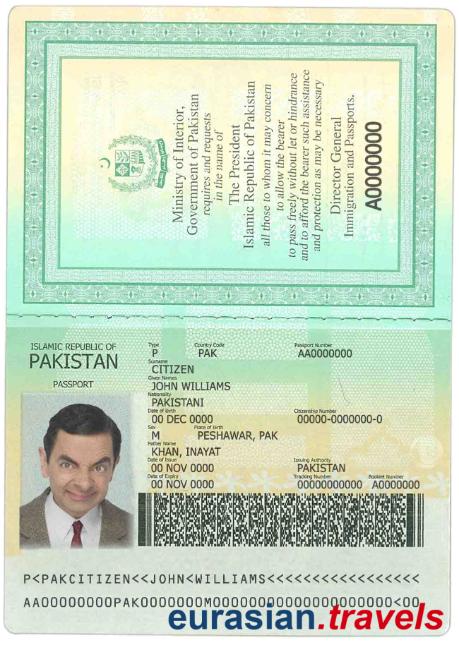 Ministry of Interior,
Government of Pakistan
requires and requests
in the name of
The President
Islamic Republic of Pakistan
all those to whom it may concern
to allow the bearer
to pass freely without let or hindrance
and to afford the bearer such assistance
and protection as may be necessary
Director General
Immigration and Passports.
A0000000
ISLAMIC REPUBLIC OF
PAKISTAN
PASSPORT
Type Country Code Passport Number
P PAK AA0000000
Surname
CITIZEN
Given Names
JOHN WILLIAMS
Nationality
PAKISTANI
Date of Birth Citizenship Number
00 DEC 0000 00000-0000000-0
Sex Place of Birth
M PESHAWAR, PAK
Father Name
KHAN, INAYAT
Date of Issue Issuing Authority
00 NOV 0000 PAKISTAN
Date of Expiry Tracking Number Booklet Number
00 NOV 0000 00000000000 A0000000
P<PAKCITIZEN<<JOHN<WILLIAMS<<<<<<<<<<<<<<<<<
eurasian.travels